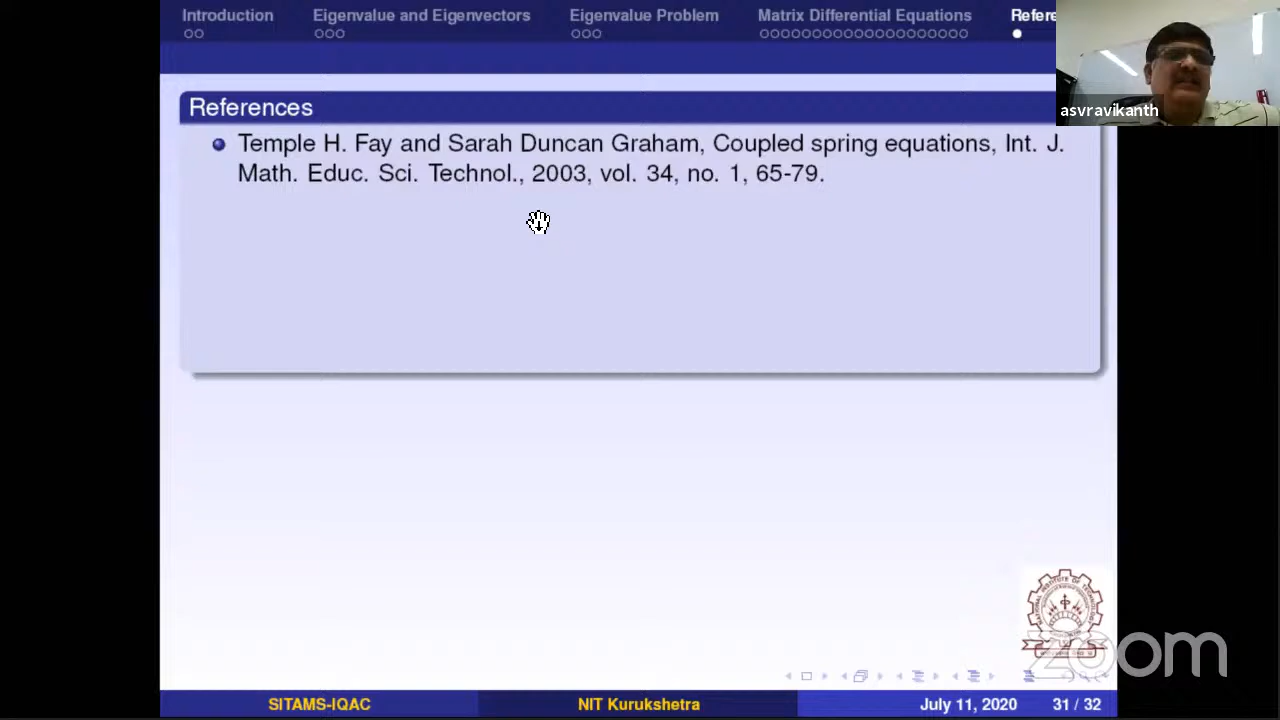 Introduction
Eigenvalue and Eigenvectors
Eigenvalue Problem
Matrix Differential Equations
Refere
asvravikanth
References
Temple H. Fay and Sarah Duncan Graham, Coupled spring equations, Int. J.
Math. Educ. Sci. Technol., 2003, vol. 34, no. 1, 65-79.
zoom
SITAMS-IQAC
NIT Kurukshetra
July 11, 2020
31 / 32